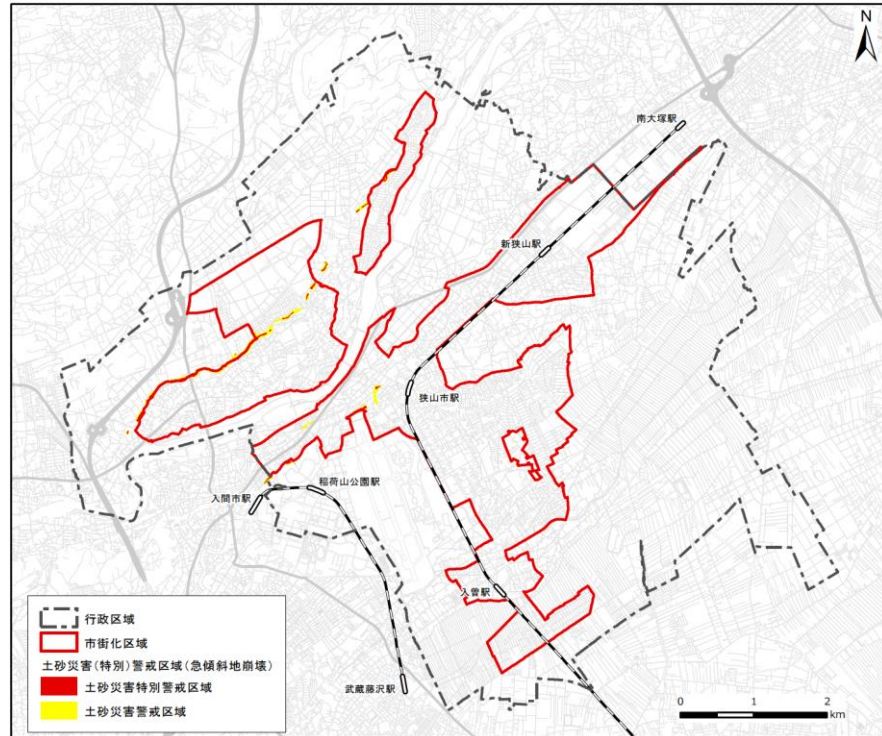 N
南大塚駅
新狭山駅
狭山市駅
稲荷山公園駅
入間市駅
入曽駅
武蔵藤沢駅
行政区域
市街化区域
土砂災害(特別)警戒区域(急傾斜地崩壊)
土砂災害特別警戒区域
土砂災害警戒区域
0 1 2
km